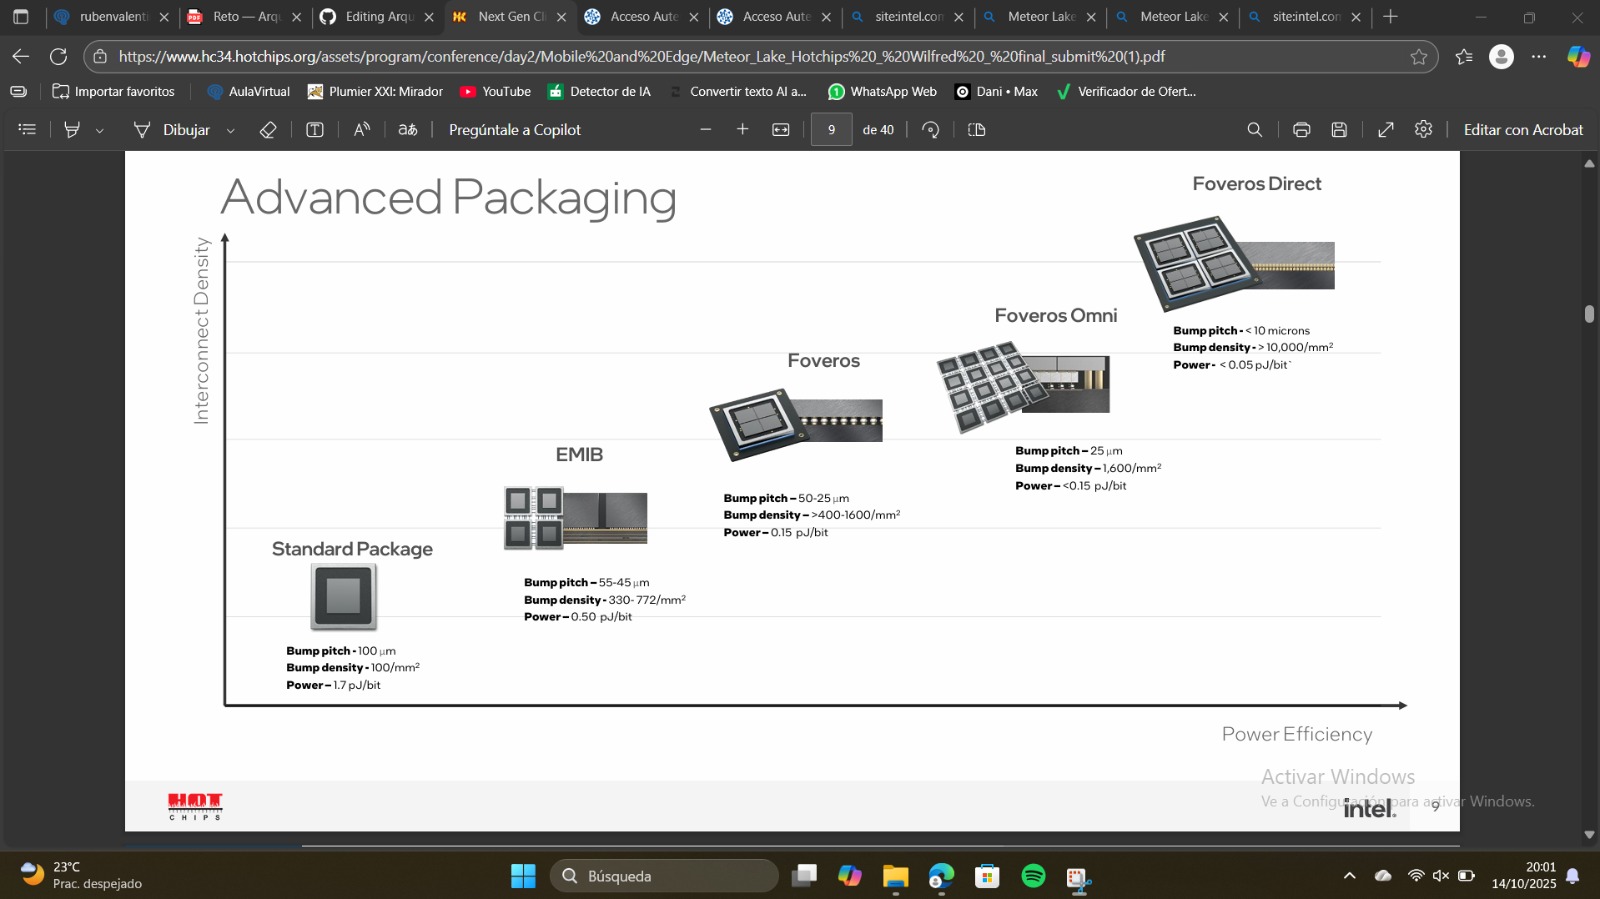 rubenvalenti
Reto — Arqu
Editing Arqu
Next Gen Cli
Acceso Aute
Acceso Aute
site:intel.con
Meteor Lake
Meteor Lake
site:intel.con
https://www.hc34.hotchips.org/assets/program/conference/day2/Mobile%20and%20Edge/Meteor_Lake_Hotchips%20_%20Wilfred%20_%20final_submit%20(1).pdf
Importar favoritos
AulaVirtual
Plumier XXI: Mirador
YouTube
Detector de IA
Convertir texto AI a...
WhatsApp Web
Dani • Max
Verificador de Ofert...
Dibujar
Pregúntale a Copilot
9 de 40
Editar con Acrobat
Advanced Packaging
Interconnect Density
Foveros Direct
Bump pitch - < 10 microns
Bump density - > 10,000/mm²
Power - < 0.05 pJ/bit`
Foveros Omni
Bump pitch – 25 μm
Bump density – 1,600/mm²
Power – <0.15 pJ/bit
Foveros
Bump pitch – 50-25 μm
Bump density – >400-1600/mm²
Power – 0.15 pJ/bit
EMIB
Bump pitch – 55-45 μm
Bump density - 330- 772/mm²
Power – 0.50 pJ/bit
Standard Package
Bump pitch - 100 μm
Bump density - 100/mm²
Power – 1.7 pJ/bit
Power Efficiency
Activar Windows
Ve a Configuración para activar Windows.
HOT
CHIPS
intel.
9
23°C
Prac. despejado
Búsqueda
20:01
14/10/2025